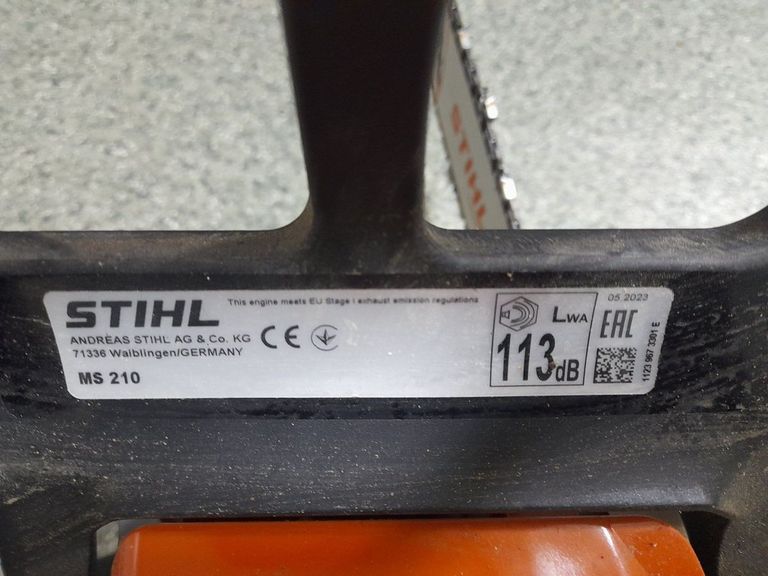 STIHL
STIHL
This engine meets EU Stage I exhaust emission regulations
ANDREAS STIHL AG & Co. KG
71336 Waiblingen/GERMANY
CE
MS 210
LWA
113dB
05.2023
EAC
1123 967 3301 E